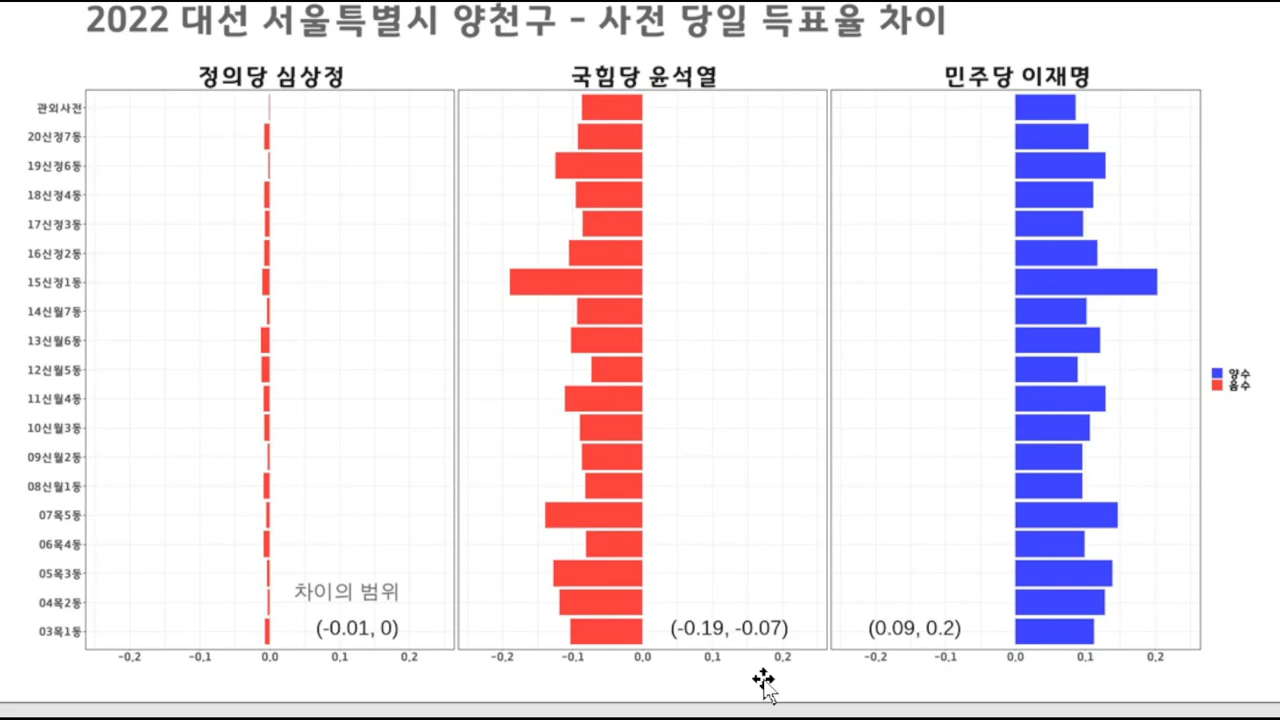 2022 대선 서울특별시 양천구 - 사전 당일 득표율 차이
정의당 심상정
국힘당 윤석열
민주당 이재명
관외사전
20신정7동
19신정6동
18신정4동
17신정3동
16신정2동
15신정1동
14신월7동
13신월6동
12신월5동
11신월4동
10신월3동
09신월2동
08신월1동
07목5동
06목4동
05목3동
04목2동
03목1동
차이의 범위
(-0.01, 0)
(-0.19, -0.07)
(0.09, 0.2)
-0,2 -0,1 0,0 0,1 0,2
-0,2 -0,1 0,0 0,1 0,2
-0,2 -0,1 0,0 0,1 0,2
양수
음수